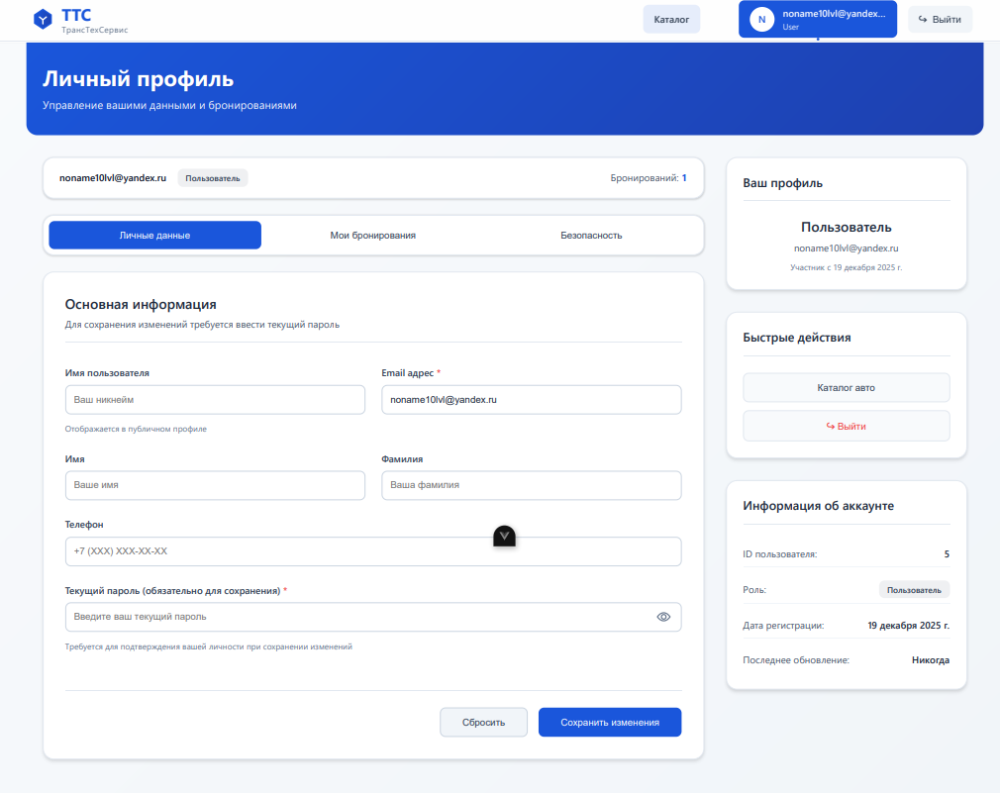 ТТС
ТрансТехСервис
Каталог
N
noname10lvl@yandex...
User
Выйти
Личный профиль
Управление вашими данными и бронированиями
noname10lvl@yandex.ru
Пользователь
Бронирований: 1
Личные данные
Мои бронирования
Безопасность
Основная информация
Для сохранения изменений требуется ввести текущий пароль
Имя пользователя
Email адрес *
Ваш никнейм
noname10lvl@yandex.ru
Отображается в публичном профиле
Имя
Фамилия
Ваше имя
Ваша фамилия
Телефон
+7 (XXX) XXX-XX-XX
Текущий пароль (обязательно для сохранения) *
Введите ваш текущий пароль
Требуется для подтверждения вашей личности при сохранении изменений
Сбросить
Сохранить изменения
Ваш профиль
Пользователь
noname10lvl@yandex.ru
Участник с 19 декабря 2025 г.
Быстрые действия
Каталог авто
Выйти
Информация об аккаунте
ID пользователя: 5
Роль: Пользователь
Дата регистрации: 19 декабря 2025 г.
Последнее обновление: Никогда